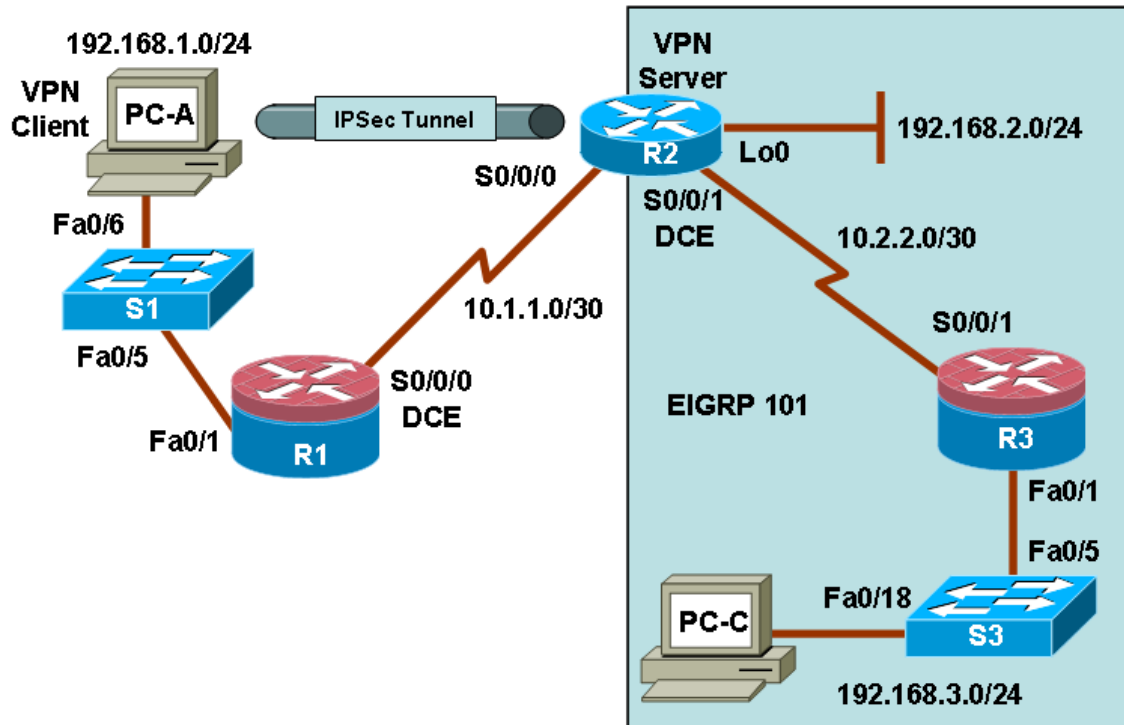 192.168.1.0/24
VPN
Client
PC-A
IPSec Tunnel
VPN
Server
R2
Lo0
192.168.2.0/24
S0/0/0
S0/0/1
DCE
Fa0/6
10.2.2.0/30
S1
10.1.1.0/30
Fa0/5
S0/0/1
S0/0/0
DCE
EIGRP 101
Fa0/1
R1
R3
Fa0/1
Fa0/5
Fa0/18
PC-C
S3
192.168.3.0/24